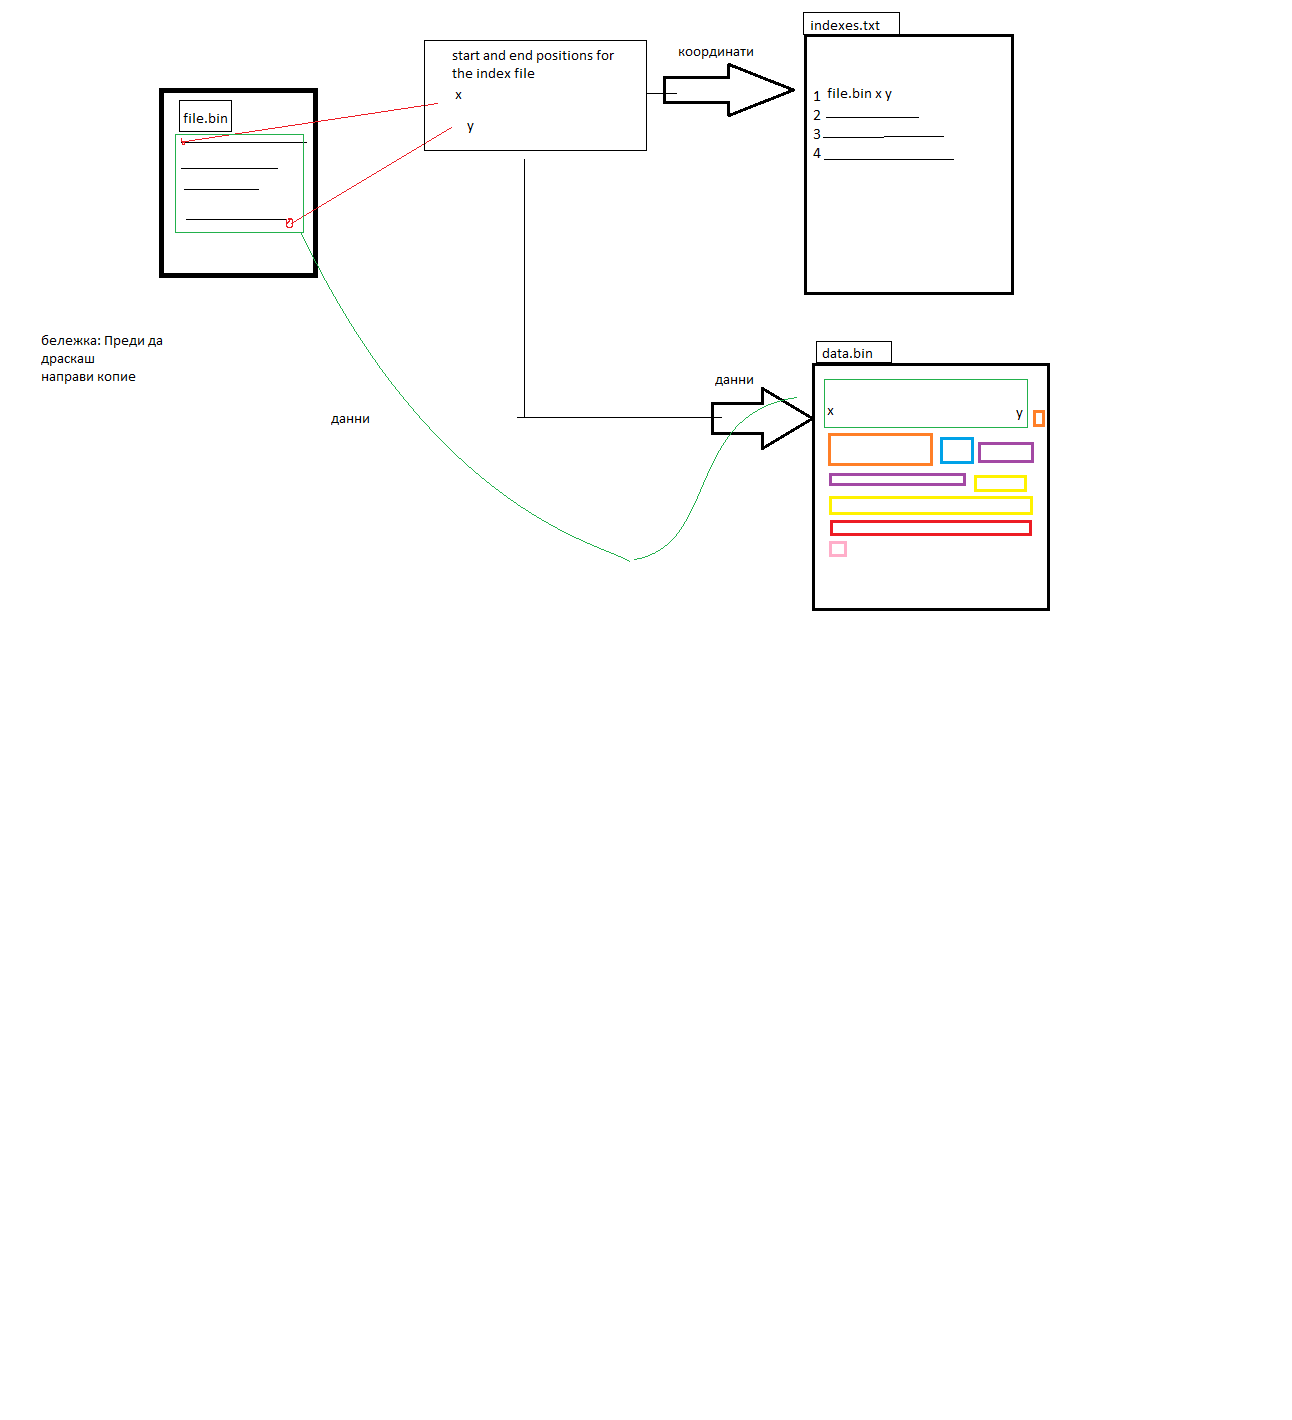 indexes.txt
start and end positions for
the index file
x
y
координати
file.bin
1 file.bin x y
2
3
4
бележка: Преди да
драскаш
направи копие
данни
данни
data.bin
x y